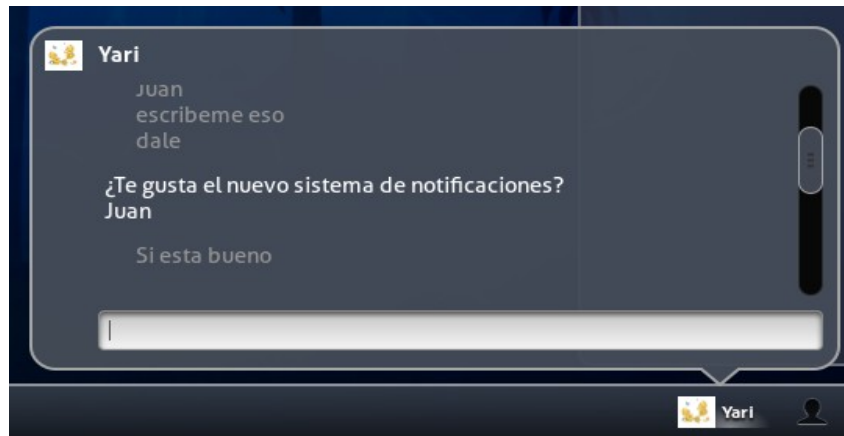 Yari
Juan
escribeme eso
dale
¿Te gusta el nuevo sistema de notificaciones?
Juan
Si esta bueno
Yari